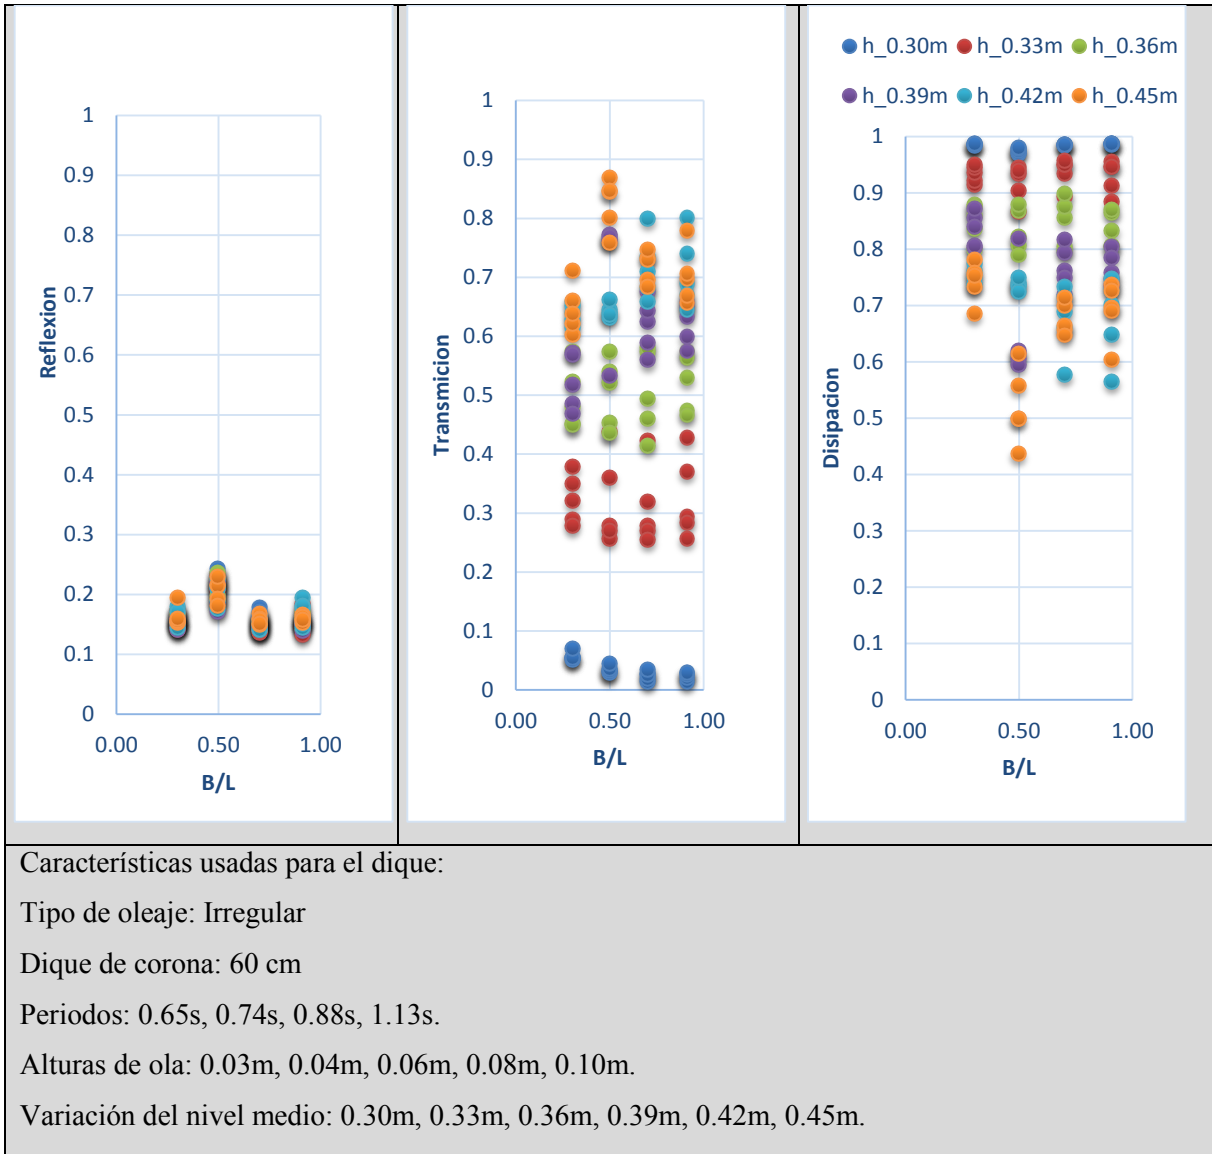 1
0.9
0.8
0.7
0.6
0.5
0.4
0.3
0.2
0.1
0
Reflexion
0.00 0.50 1.00
B/L
1
0.9
0.8
0.7
0.6
0.5
0.4
0.3
0.2
0.1
0
Transmicion
0.00 0.50 1.00
B/L
h_0.30m h_0.33m h_0.36m
h_0.39m h_0.42m h_0.45m
1
0.9
0.8
0.7
0.6
0.5
0.4
0.3
0.2
0.1
0
Disipacion
0.00 0.50 1.00
B/L
Características usadas para el dique:
Tipo de oleaje: Irregular
Dique de corona: 60 cm
Periodos: 0.65s, 0.74s, 0.88s, 1.13s.
Alturas de ola: 0.03m, 0.04m, 0.06m, 0.08m, 0.10m.
Variación del nivel medio: 0.30m, 0.33m, 0.36m, 0.39m, 0.42m, 0.45m.